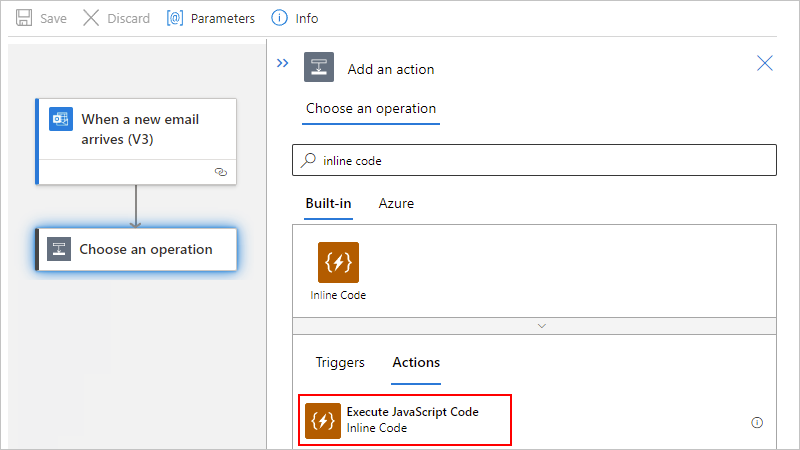 Save Discard [@] Parameters Info
When a new email
arrives (V3)
Choose an operation
Add an action
Choose an operation
inline code
Built-in Azure
Inline Code
Triggers Actions
Execute JavaScript Code
Inline Code